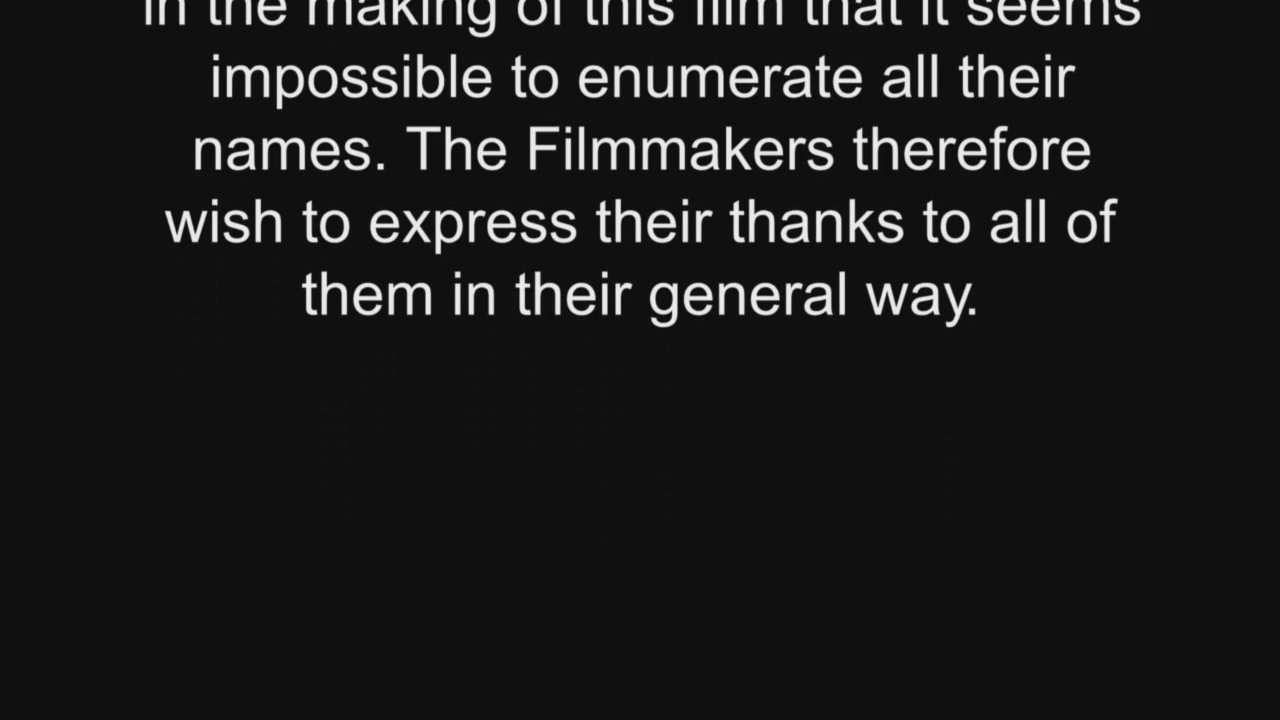 in the making of this film that it seems
impossible to enumerate all their
names. The Filmmakers therefore
wish to express their thanks to all of
them in their general way.